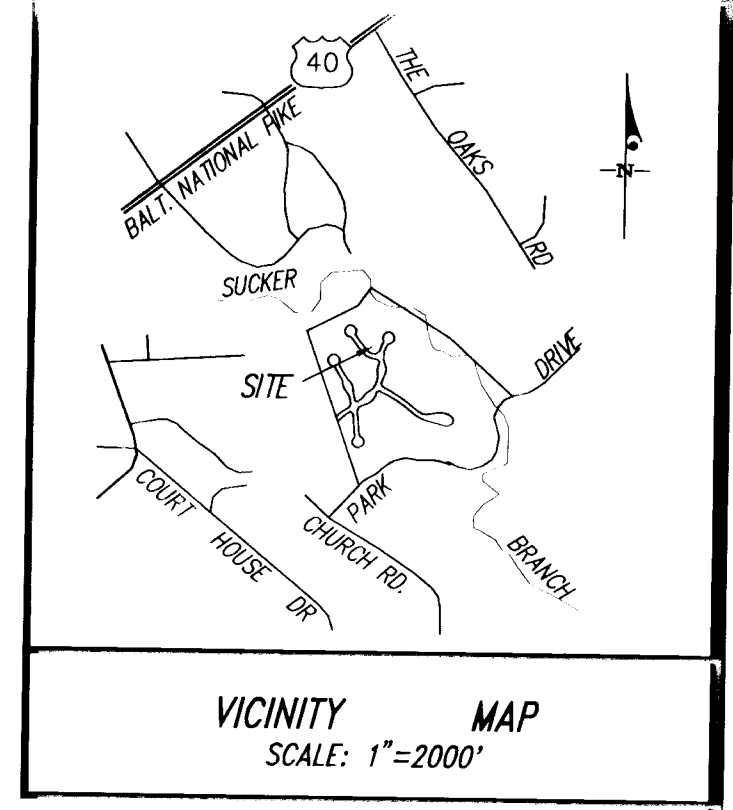 40
THE OAKS RD
BALT. NATIONAL PIKE
N
SUCKER
SITE
DRIVE
PARK
COURT HOUSE DR
CHURCH RD.
BRANCH
VICINITY MAP
SCALE: 1"=2000'